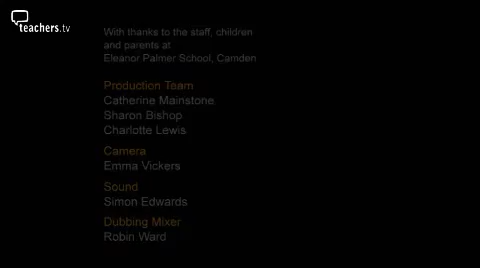 teachers.tv
With thanks to the staff, children
and parents at
Eleanor Palmer School, Camden
Production Team
Catherine Mainstone
Sharon Bishop
Charlotte Lewis
Camera
Emma Vickers
Sound
Simon Edwards
Dubbing Mixer
Robin Ward